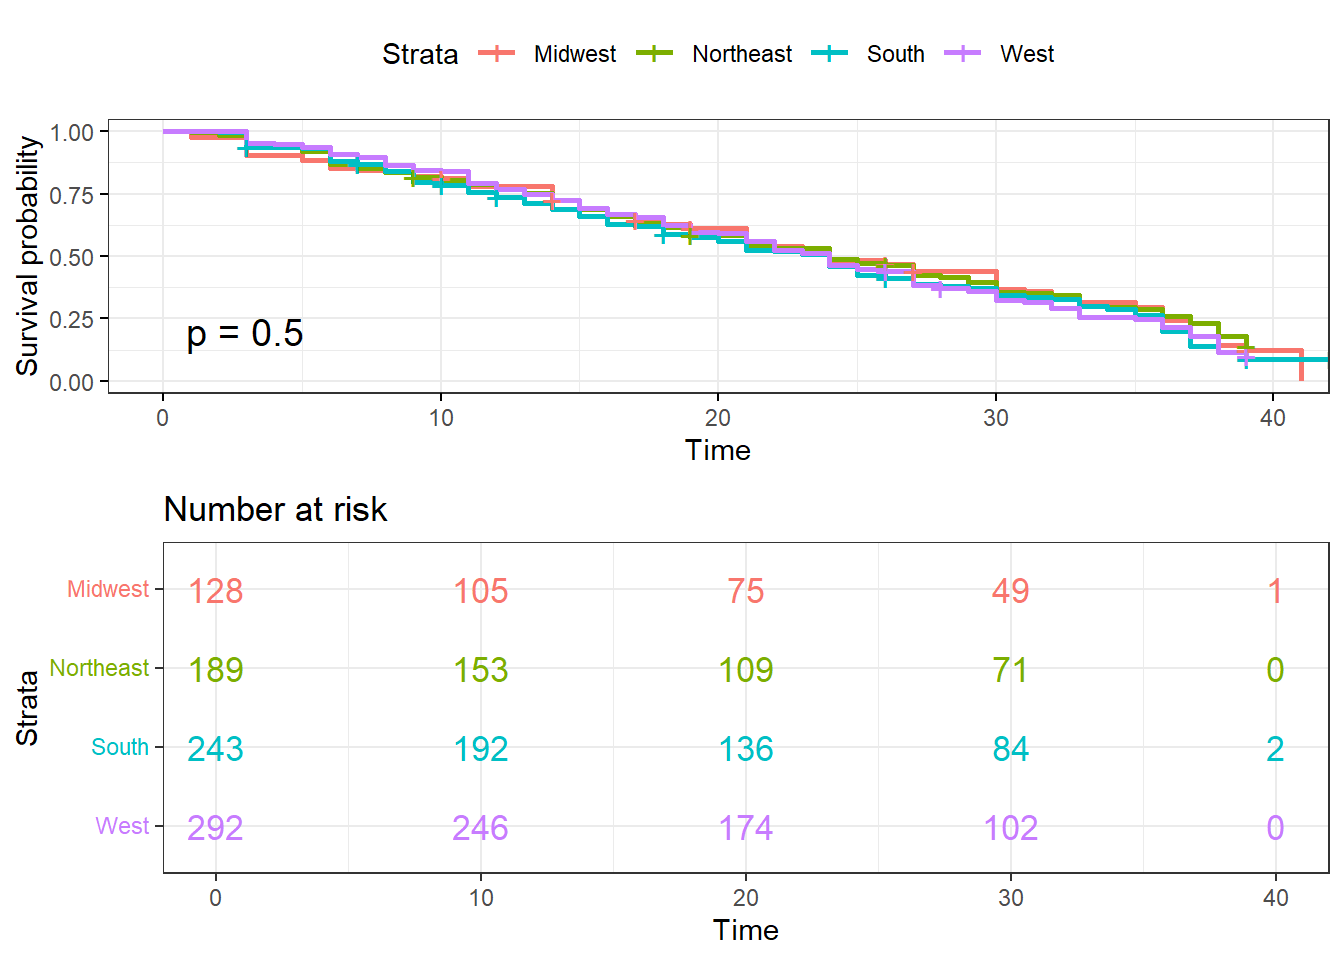 Strata Midwest Northeast South West
Survival probability
1.00
0.75
0.50
0.25
0.00
p = 0.5
0 10 20 30 40
Time
Number at risk
Strata
Midwest 128 105 75 49 1
Northeast 189 153 109 71 0
South 243 192 136 84 2
West 292 246 174 102 0
0 10 20 30 40
Time